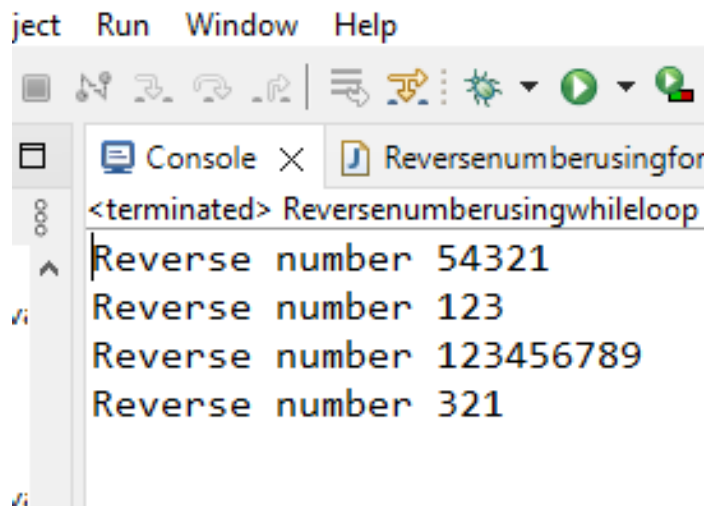 ject Run Window Help
Console Reversenumberusingfor
<terminated> Reversenumberusingwhileloop
Reverse number 54321
Reverse number 123
Reverse number 123456789
Reverse number 321